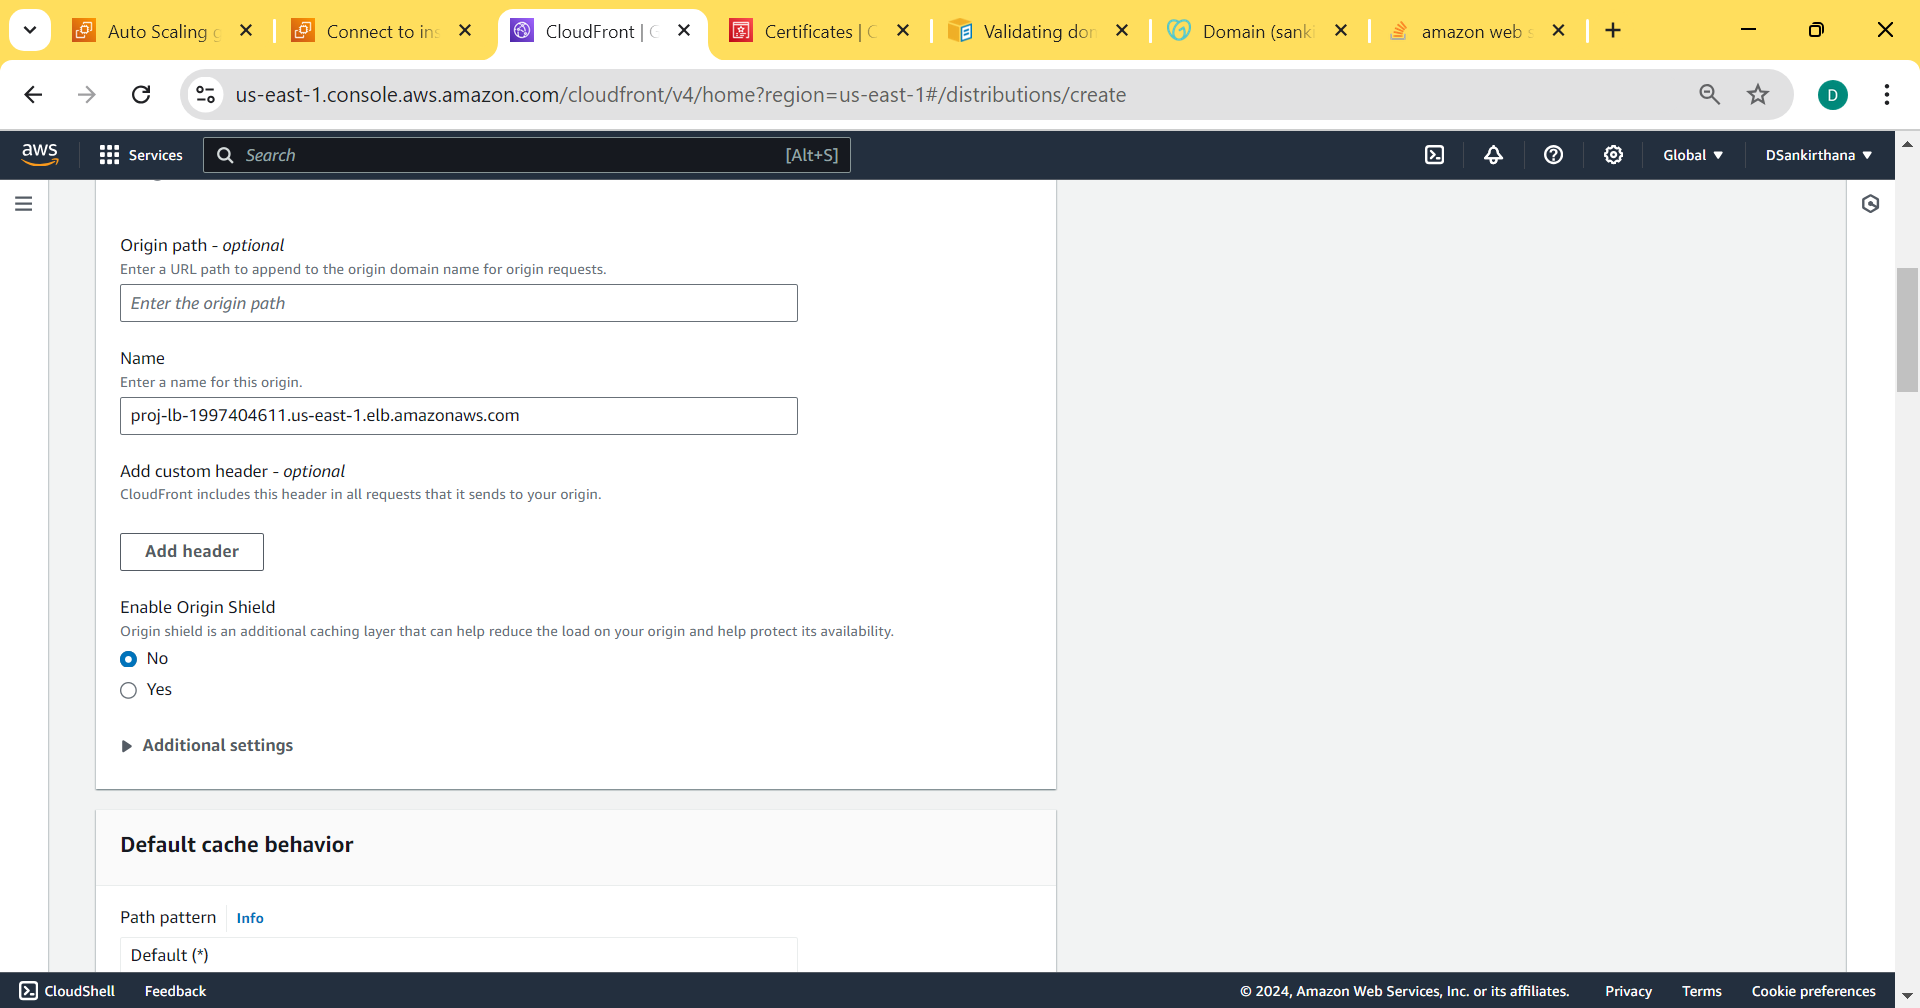 Auto Scaling g
Connect to ins
CloudFront | G
Certificates | C
Validating don
Domain (sanki
amazon web s
us-east-1.console.aws.amazon.com/cloudfront/v4/home?region=us-east-1#/distributions/create
D
aws
Services
Search
[Alt+S]
Global
DSankirthana
Origin path - optional
Enter a URL path to append to the origin domain name for origin requests.
Enter the origin path
Name
Enter a name for this origin.
proj-lb-1997404611.us-east-1.elb.amazonaws.com
Add custom header - optional
CloudFront includes this header in all requests that it sends to your origin.
Add header
Enable Origin Shield
Origin shield is an additional caching layer that can help reduce the load on your origin and help protect its availability.
No
Yes
Additional settings
Default cache behavior
Path pattern
Info
Default (*)
CloudShell
Feedback
© 2024, Amazon Web Services, Inc. or its affiliates.
Privacy
Terms
Cookie preferences